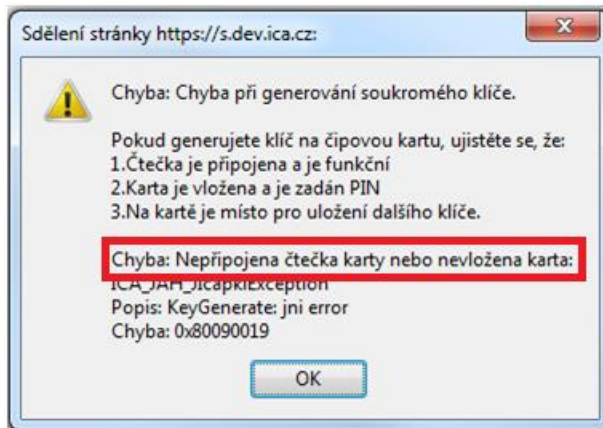 Sdělení stránky https://s.dev.ica.cz:
Chyba: Chyba při generování soukromého klíče.
Pokud generujete klíč na čipovou kartu, ujistěte se, že:
1.Čtečka je připojena a je funkční
2.Karta je vložena a je zadán PIN
3.Na kartě je místo pro uložení dalšího klíče.
Chyba: Nepřipojena čtečka karty nebo nevložena karta:
ICA_JAH_JIcapkiException
Popis: KeyGenerate: jni error
Chyba: 0x80090019
OK